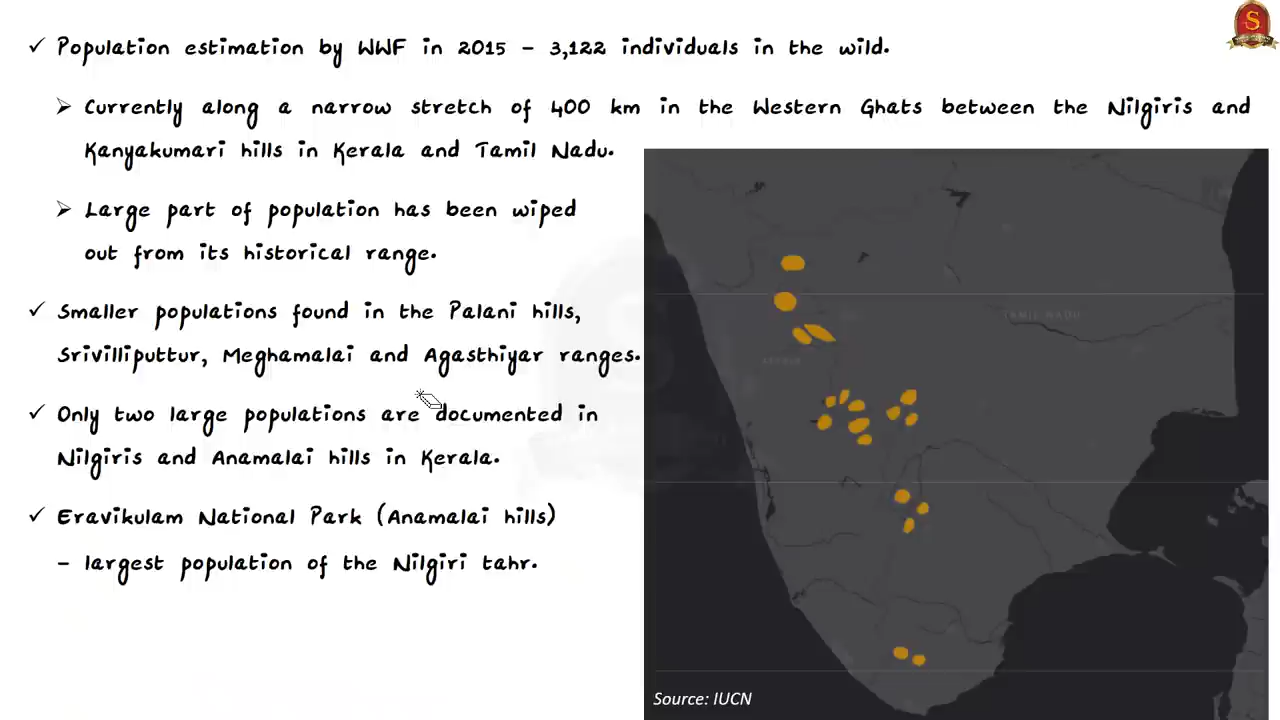 ✓ Population estimation by WWF in 2015 – 3,122 individuals in the wild.
➢ Currently along a narrow stretch of 400 km in the Western Ghats between the Nilgiris and
Kanyakumari hills in Kerala and Tamil Nadu.
➢ Large part of population has been wiped
out from its historical range.
✓ Smaller populations found in the Palani hills,
Srivilliputtur, Meghamalai and Agasthiyar ranges.
✓ Only two large populations are documented in
Nilgiris and Anamalai hills in Kerala.
✓ Eravikulam National Park (Anamalai hills)
– largest population of the Nilgiri tahr.
S
TAMIL NADU
Source: IUCN